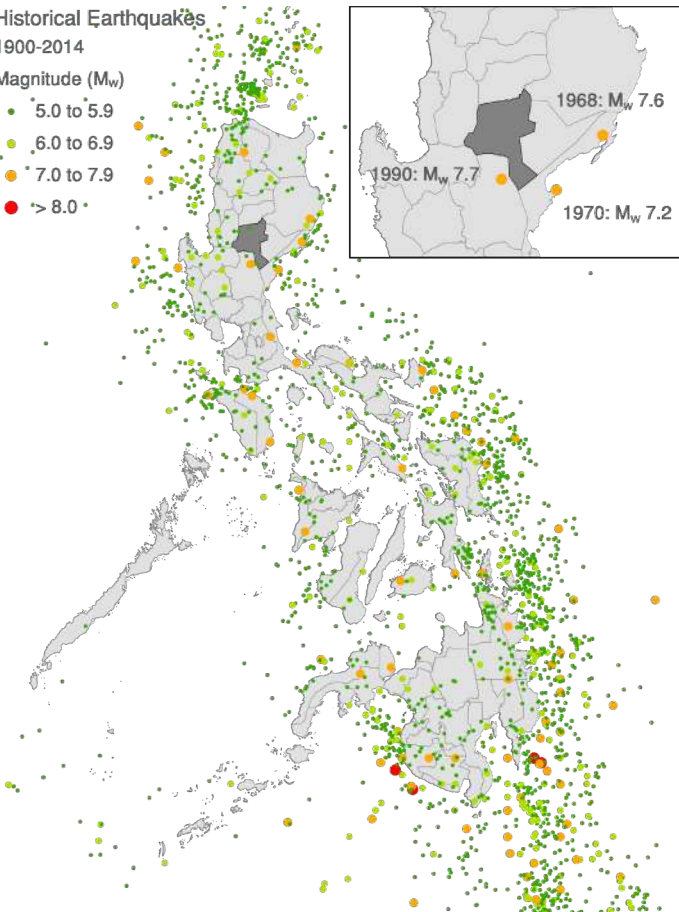 Historical Earthquakes
1900-2014
Magnitude (Mw)
5.0 to 5.9
6.0 to 6.9
7.0 to 7.9
> 8.0
1968: Mw 7.6
1990: Mw 7.7
1970: Mw 7.2